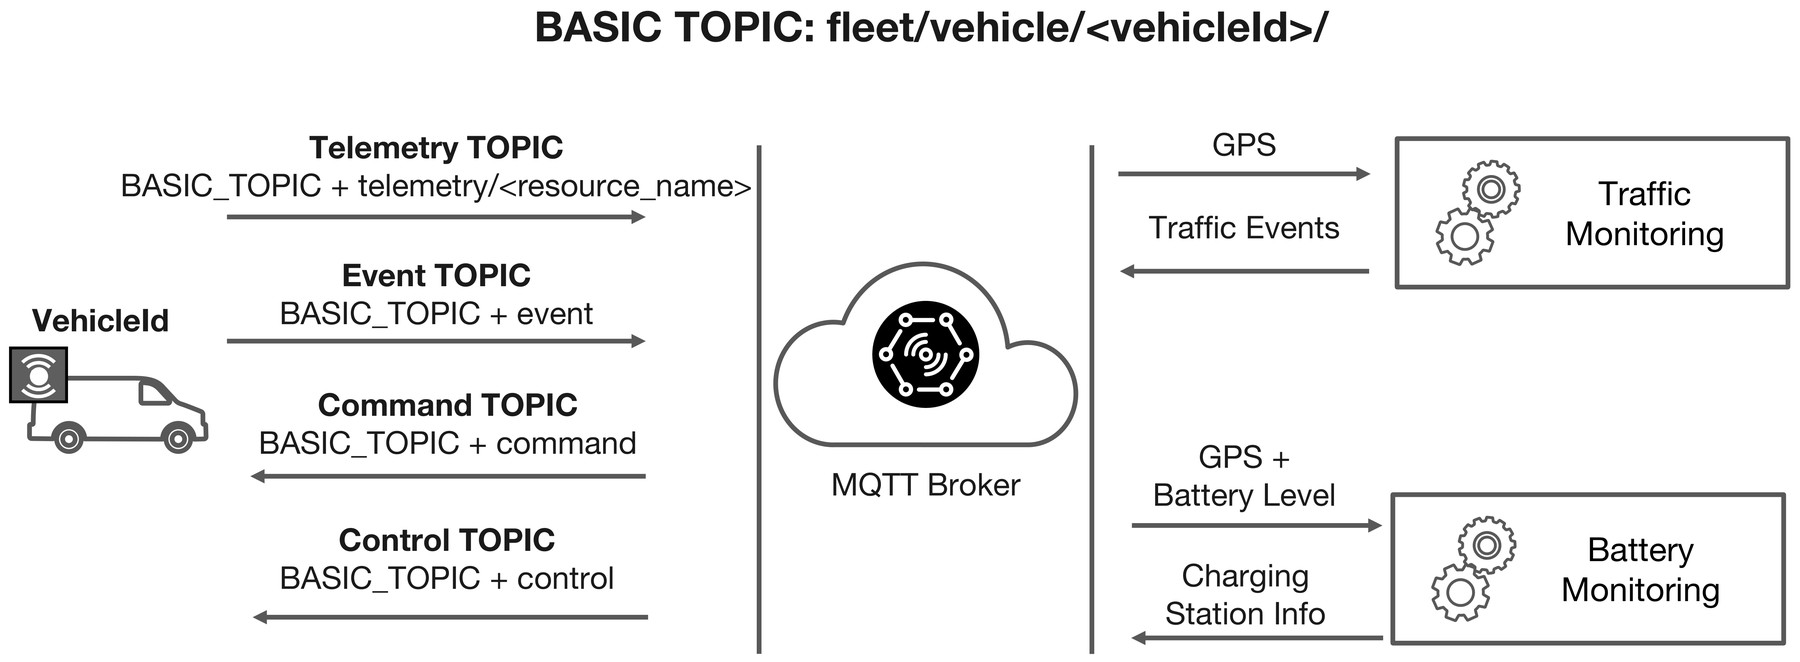 BASIC TOPIC: fleet/vehicle/<vehicleId>/
Telemetry TOPIC
BASIC_TOPIC + telemetry/<resource_name>
Event TOPIC
BASIC_TOPIC + event
VehicleId
Command TOPIC
BASIC_TOPIC + command
Control TOPIC
BASIC_TOPIC + control
MQTT Broker
GPS
Traffic Events
Traffic
Monitoring
GPS +
Battery Level
Charging
Station Info
Battery
Monitoring